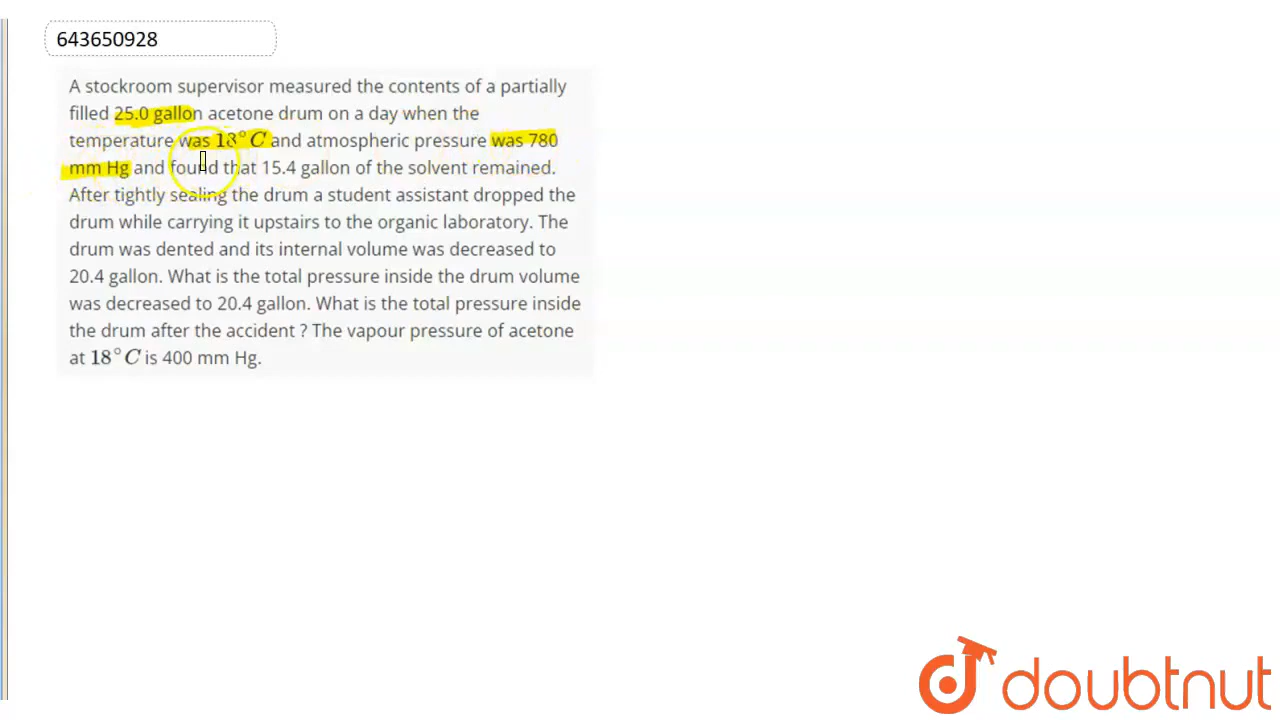 643650928
A stockroom supervisor measured the contents of a partially
filled 25.0 gallon acetone drum on a day when the
temperature was 18°C and atmospheric pressure was 780
mm Hg and found that 15.4 gallon of the solvent remained.
After tightly sealing the drum a student assistant dropped the
drum while carrying it upstairs to the organic laboratory. The
drum was dented and its internal volume was decreased to
20.4 gallon. What is the total pressure inside the drum volume
was decreased to 20.4 gallon. What is the total pressure inside
the drum after the accident ? The vapour pressure of acetone
at 18°C is 400 mm Hg.
doubtnut